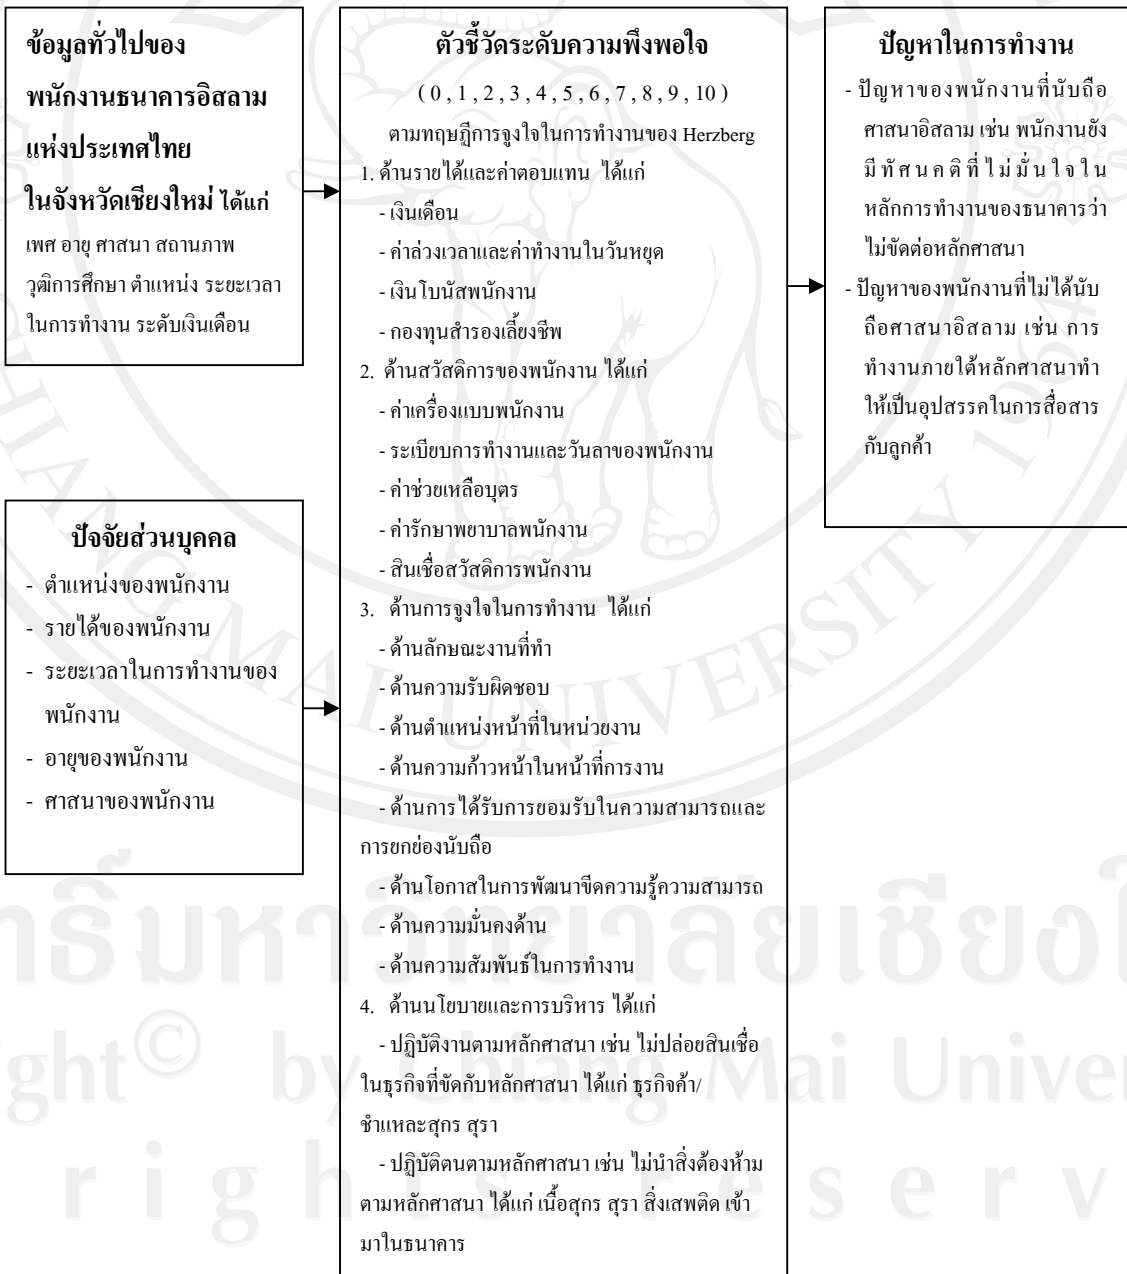 ข้อมูลทั่วไปของ
พนักงานธนาคารอิสลาม
แห่งประเทศไทย
ในจังหวัดเชียงใหม่ ได้แก่
เพศ อายุ ศาสนา สถานภาพ
วุฒิการศึกษา ตำแหน่ง ระยะเวลา
ในการทำงาน ระดับเงินเดือน
ปัจจัยส่วนบุคคล
- ตำแหน่งของพนักงาน
- รายได้ของพนักงาน
- ระยะเวลาในการทำงานของ
พนักงาน
- อายุของพนักงาน
- ศาสนาของพนักงาน
ตัวชี้วัดระดับความพึงพอใจ
( 0 , 1 , 2 , 3 , 4 , 5 , 6 , 7 , 8 , 9 , 10 )
ตามทฤษฎีการจูงใจในการทำงานของ Herzberg
1. ด้านรายได้และค่าตอบแทน ได้แก่
- เงินเดือน
- ค่าล่วงเวลาและค่าทำงานในวันหยุด
- เงินโบนัสพนักงาน
- กองทุนสำรองเลี้ยงชีพ
2. ด้านสวัสดิการของพนักงาน ได้แก่
- ค่าเครื่องแบบพนักงาน
- ระเบียบการทำงานและวันลาของพนักงาน
- ค่าช่วยเหลือบุตร
- ค่ารักษาพยาบาลพนักงาน
- สินเชื่อสวัสดิการพนักงาน
3. ด้านการจูงใจในการทำงาน ได้แก่
- ด้านลักษณะงานที่ทำ
- ด้านความรับผิดชอบ
- ด้านตำแหน่งหน้าที่ในหน่วยงาน
- ด้านความก้าวหน้าในหน้าที่การงาน
- ด้านการได้รับการยอมรับในความสามารถและ
การยกย่องนับถือ
- ด้านโอกาสในการพัฒนาขีดความรู้ความสามารถ
- ด้านความมั่นคงด้าน
- ด้านความสัมพันธ์ในการทำงาน
4. ด้านนโยบายและการบริหาร ได้แก่
- ปฏิบัติงานตามหลักศาสนา เช่น ไม่ปล่อยสินเชื่อ
ในธุรกิจที่ขัดกับหลักศาสนา ได้แก่ ธุรกิจค้า/
ชำแหละสุกร สุรา
- ปฏิบัติตนตามหลักศาสนา เช่น ไม่นำสิ่งต้องห้าม
ตามหลักศาสนา ได้แก่ เนื้อสุกร สุรา สิ่งเสพติด เข้า
มาในธนาคาร
ปัญหาในการทำงาน
- ปัญหาของพนักงานที่นับถือ
ศาสนาอิสลาม เช่น พนักงานยัง
มีทัศนคติที่ไม่มั่นใจใน
หลักการทำงานของธนาคารว่า
ไม่ขัดต่อหลักศาสนา
- ปัญหาของพนักงานที่ไม่ได้นับ
ถือศาสนาอิสลาม เช่น การ
ทำงานภายใต้หลักศาสนาทำ
ให้เป็นอุปสรรคในการสื่อสาร
กับลูกค้า
CHIANG MAI UNIVERSITY 1964
าธิ์มหาวิทยาลัยเชียงใ
ight © by Chiang Mai Univer
rights reserv